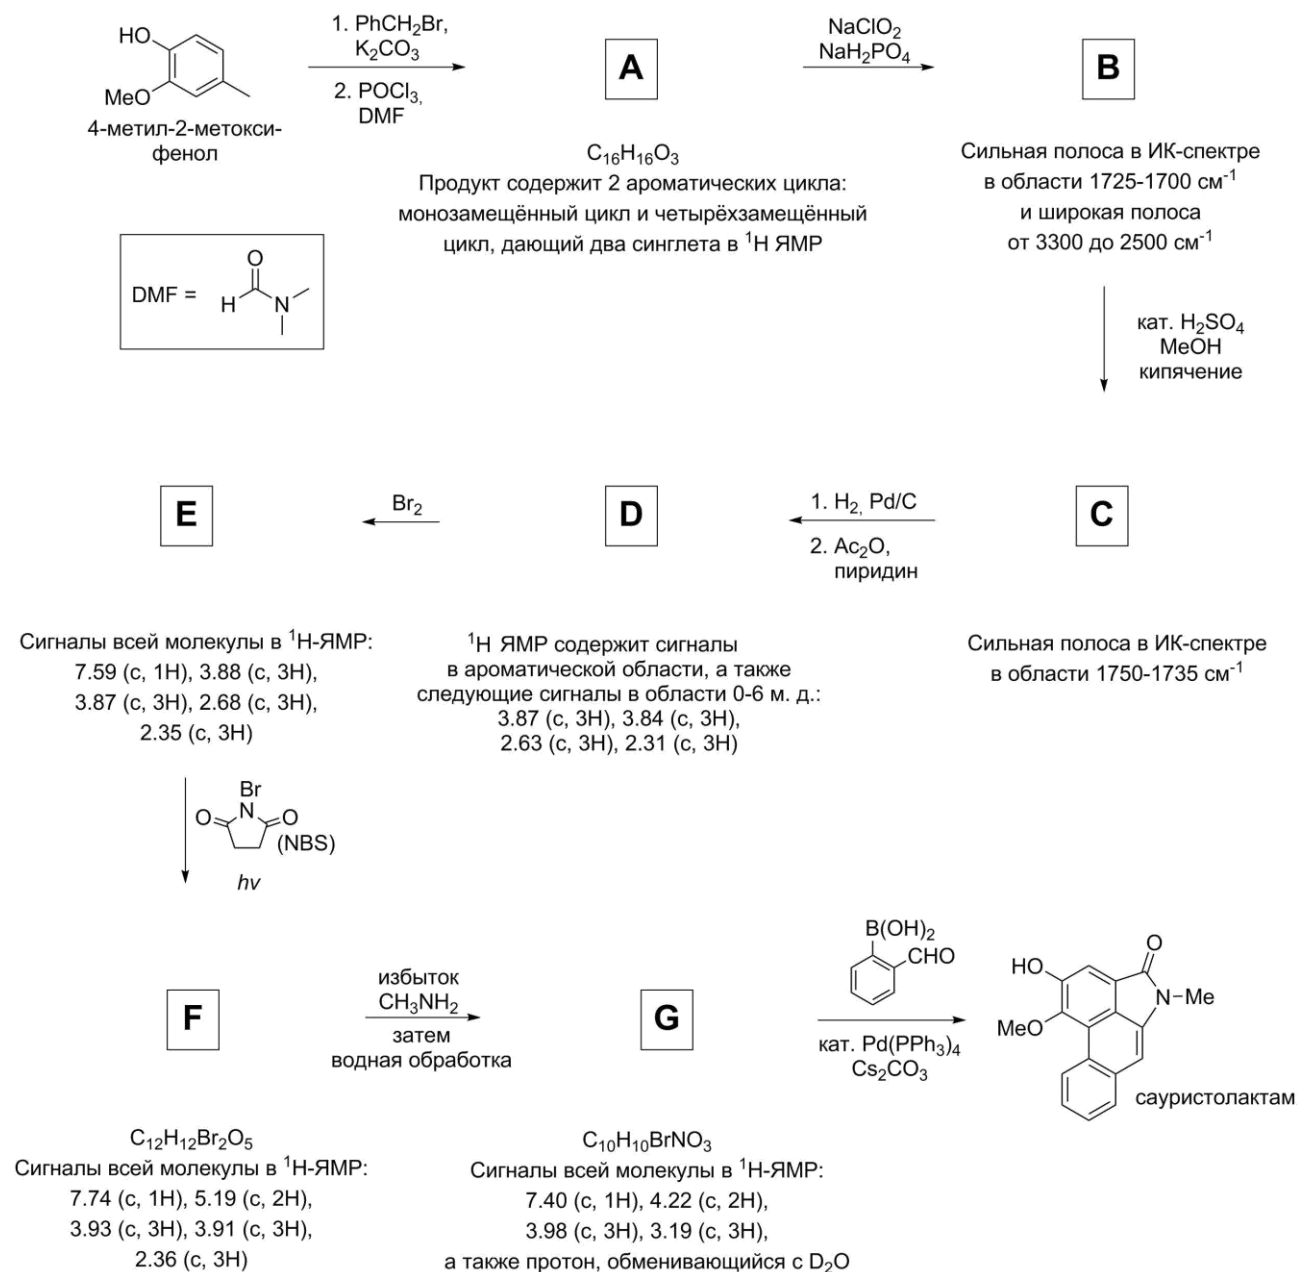 HO
MeO
4-метил-2-метокси-
фенол
1. PhCH₂Br,
K₂CO₃
2. POCl₃,
DMF
A
C₁₆H₁₆O₃
Продукт содержит 2 ароматических цикла:
монозамещённый цикл и четырёхзамещённый
цикл, дающий два синглета в ¹H ЯМР
NaClO₂
NaH₂PO₄
B
Сильная полоса в ИК-спектре
в области 1725-1700 см⁻¹
и широкая полоса
от 3300 до 2500 см⁻¹
DMF =
O
H
N
кат. H₂SO₄
MeOH
кипячение
E
Br₂
D
1. H₂, Pd/C
2. Ac₂O,
пиридин
C
Сигналы всей молекулы в ¹H-ЯМР:
7.59 (с, 1H), 3.88 (с, 3H),
3.87 (с, 3H), 2.68 (с, 3H),
2.35 (с, 3H)
¹H ЯМР содержит сигналы
в ароматической области, а также
следующие сигналы в области 0-6 м. д.:
3.87 (с, 3H), 3.84 (с, 3H),
2.63 (с, 3H), 2.31 (с, 3H)
Сильная полоса в ИК-спектре
в области 1750-1735 см⁻¹
Br
O
N
O
(NBS)
hv
F
избыток
CH₃NH₂
затем
водная обработка
G
B(OH)₂
CHO
кат. Pd(PPh₃)₄
Cs₂CO₃
O
HO
N
Me
MeO
сауристолактам
C₁₂H₁₂Br₂O₅
Сигналы всей молекулы в ¹H-ЯМР:
7.74 (с, 1H), 5.19 (с, 2H),
3.93 (с, 3H), 3.91 (с, 3H),
2.36 (с, 3H)
C₁₀H₁₀BrNO₃
Сигналы всей молекулы в ¹H-ЯМР:
7.40 (с, 1H), 4.22 (с, 2H),
3.98 (с, 3H), 3.19 (с, 3H),
а также протон, обменивающийся с D₂O